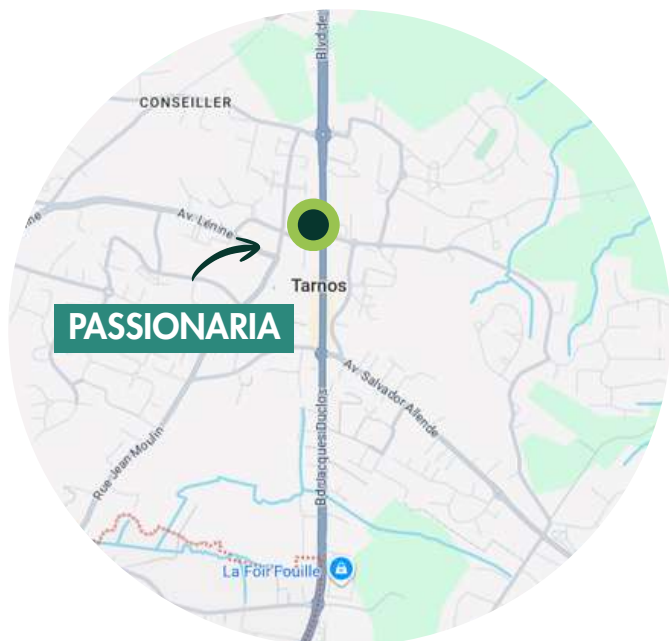 Blvd de
CONSEILLER
ine
Av. Lénine
Tarnos
PASSIONARIA
Av. Salvador Allende
Bd Jacques Duclos
Rue Jean Moulin
La Foir'Fouille